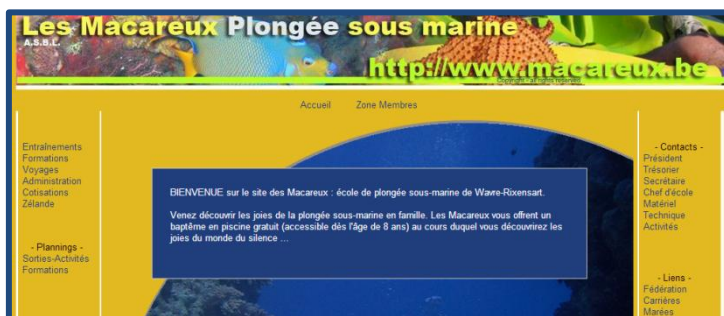 Les Macareux Plongée sous marine
A.S.B.L.
http://www.macareux.be
Copyright - all rights reserved
Accueil Zone Membres
Entraînements
Formations
Voyages
Administration
Cotisations
Zélande
- Plannings -
Sorties-Activités
Formations
BIENVENUE sur le site des Macareux : école de plongée sous-marine de Wavre-Rixensart.
Venez découvrir les joies de la plongée sous-marine en famille. Les Macareux vous offrent un
baptême en piscine gratuit (accessible dès l'âge de 8 ans) au cours duquel vous découvrirez les
joies du monde du silence ...
- Contacts -
Président
Trésorier
Secrétaire
Chef d'école
Matériel
Technique
Activités
- Liens -
Fédération
Carrières
Marées